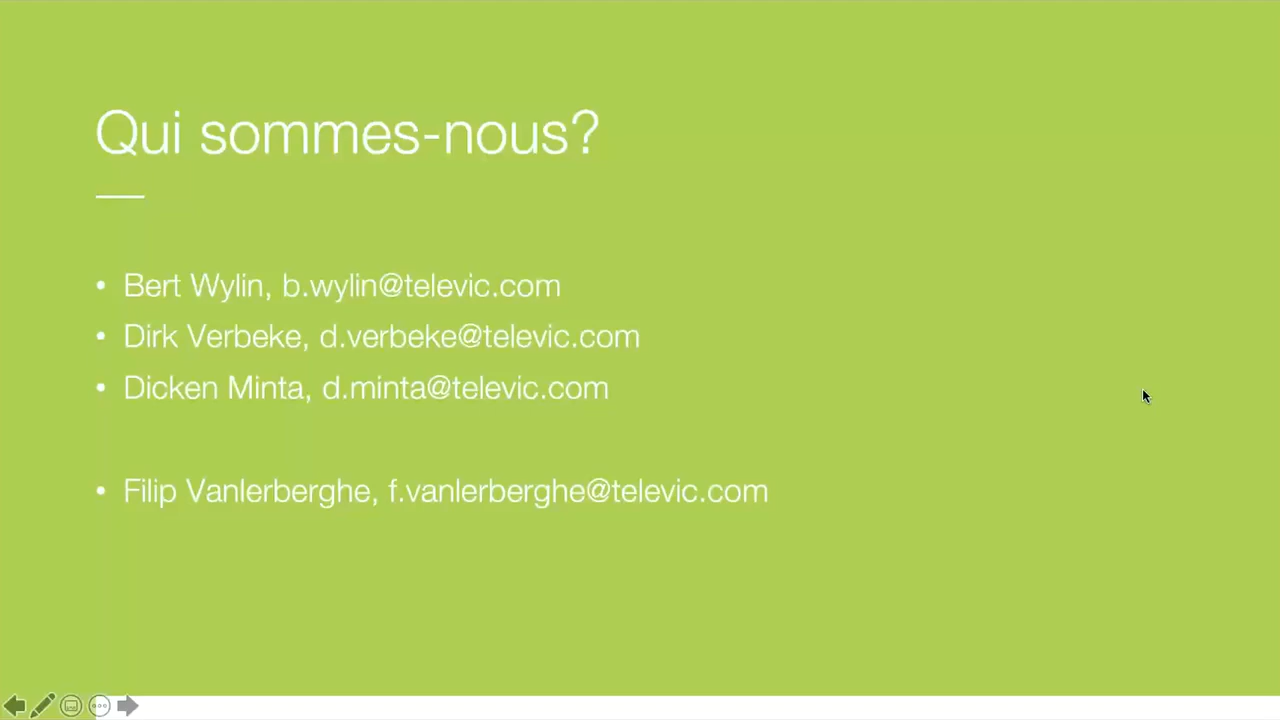 Qui sommes-nous?
• Bert Wylin, b.wylin@televic.com
• Dirk Verbeke, d.verbeke@televic.com
• Dicken Minta, d.minta@televic.com
• Filip Vanlerberghe, f.vanlerberghe@televic.com